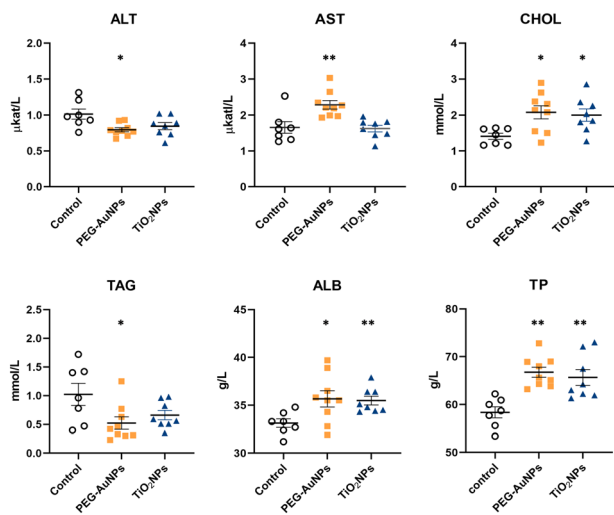 ALT
AST
CHOL
*
**
*
*
2.0
1.5
1.0
0.5
0.0
µkat/L
4
3
2
1
0
µkatl/L
4
3
2
1
0
mmol/L
Control
PEG-AuNPs
TiO₂NPs
Control
PEG-AuNPs
TiO₂NPs
Control
PEG-AuNPs
TiO₂NPs
TAG
ALB
TP
*
*
**
**
**
2.5
2.0
1.5
1.0
0.5
0.0
mmol/L
45
40
35
30
g/L
80
70
60
50
g/L
Control
PEG-AuNPs
TiO₂NPs
Control
PEG-AuNPs
TiO₂NPs
control
PEG-AuNPs
TiO₂NPs